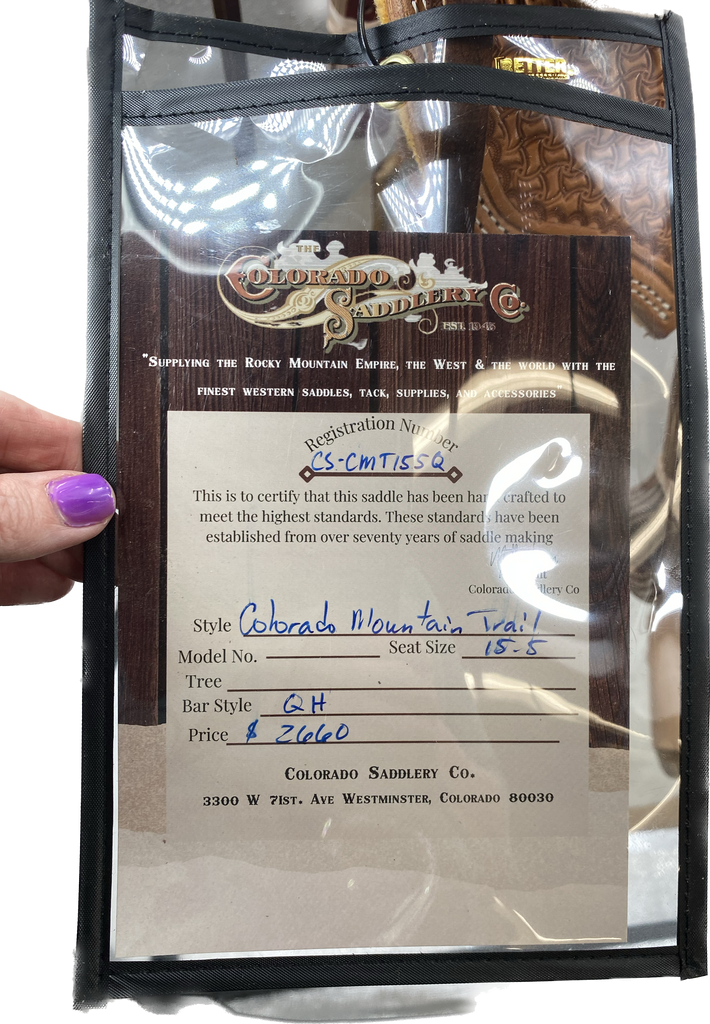 ETTER
THE
COLORADO
SADDLERY CO.
"SUPPLYING THE ROCKY MOUNTAIN EMPIRE, THE WEST & THE WORLD WITH THE
FINEST WESTERN SADDLES, TACK, SUPPLIES, AND ACCESSORIES"
Registration Number
CS-CMT155Q
This is to certify that this saddle has been hand crafted to
meet the highest standards. These standards have been
established from over seventy years of saddle making
Colorado Saddlery Co
Style Colorado Mountain Trail
Model No. Seat Size 15-5
Tree
Bar Style QH
Price $ 2660
COLORADO SADDLERY CO.
3300 W 71ST. AVE WESTMINSTER, COLORADO 80030